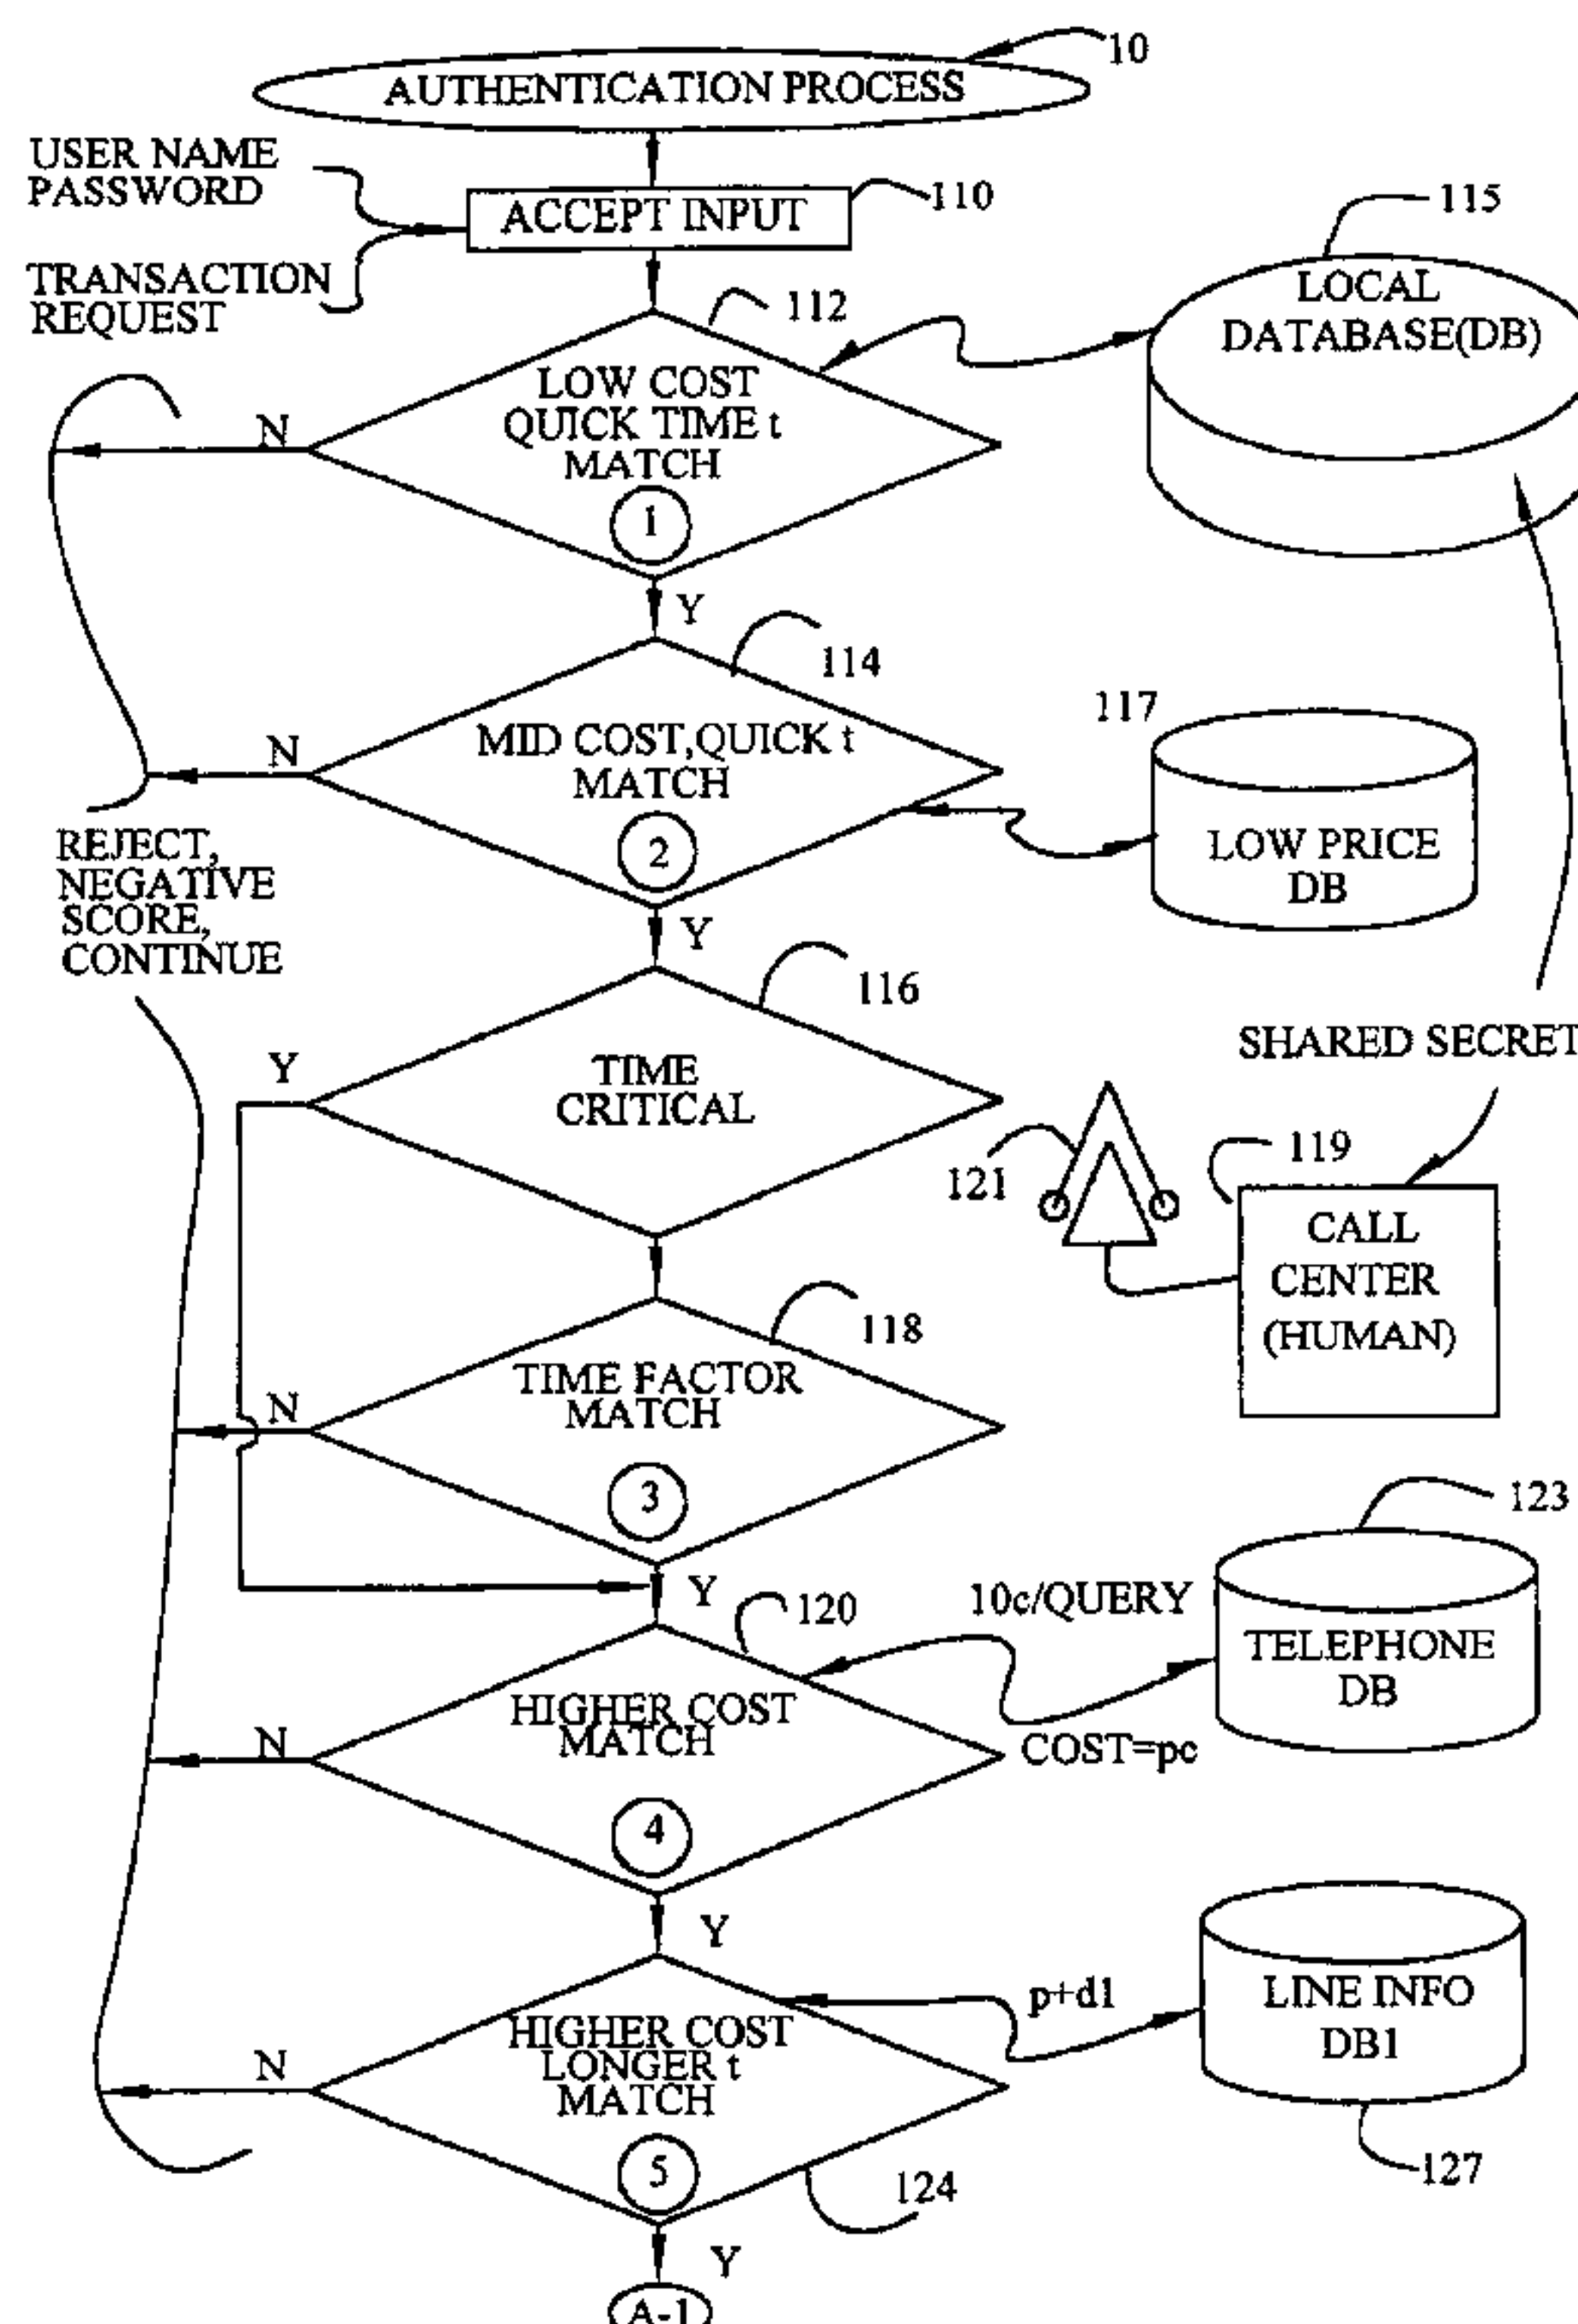 10
AUTHENTICATION PROCESS
USER NAME
PASSWORD
ACCEPT INPUT
110
TRANSACTION
REQUEST
115
LOCAL
DATABASE(DB)
112
LOW COST
QUICK TIME t
MATCH
1
N
Y
114
MID COST, QUICK t
MATCH
2
N
Y
117
LOW PRICE
DB
REJECT,
NEGATIVE
SCORE,
CONTINUE
116
TIME
CRITICAL
Y
SHARED SECRET
121
119
CALL
CENTER
(HUMAN)
118
TIME FACTOR
MATCH
3
N
Y
123
10c/QUERY
TELEPHONE
DB
COST=pc
120
HIGHER COST
MATCH
4
N
Y
p+d1
LINE INFO
DB1
127
HIGHER COST
LONGER t
MATCH
5
N
124
Y
A-1